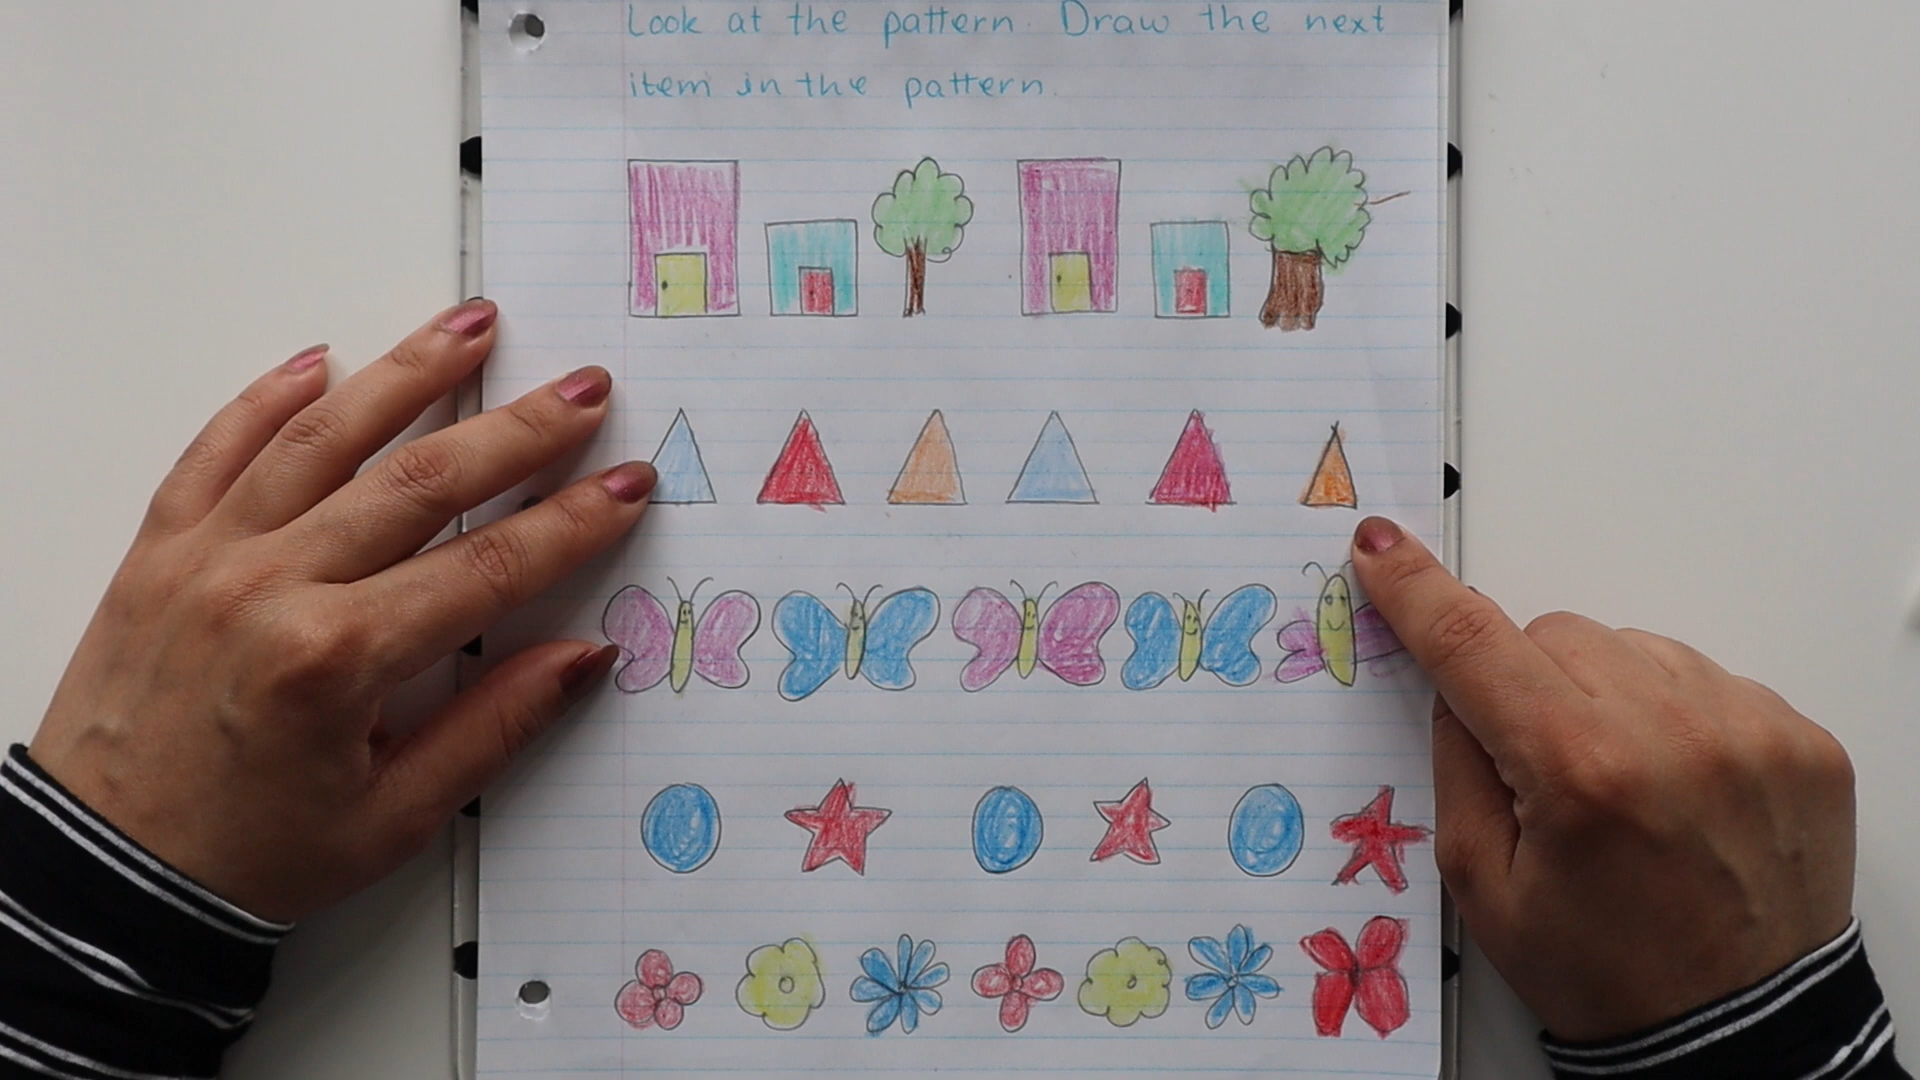 Look at the pattern. Draw the next
item in the pattern.